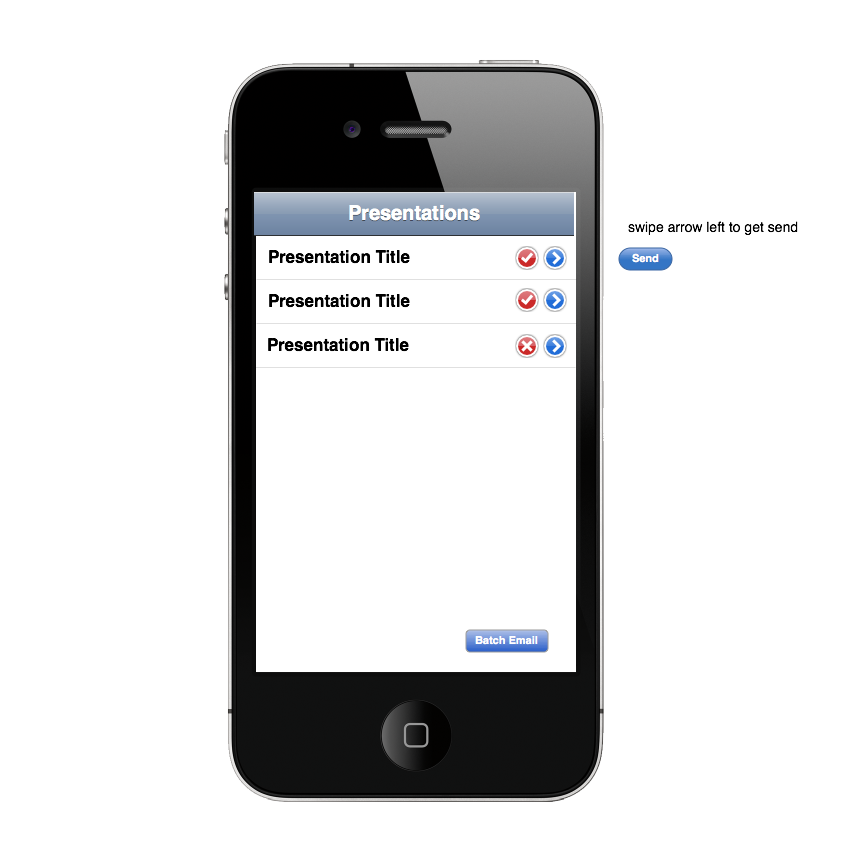 Presentations
swipe arrow left to get send
Presentation Title
Send
Presentation Title
Presentation Title
Batch Email